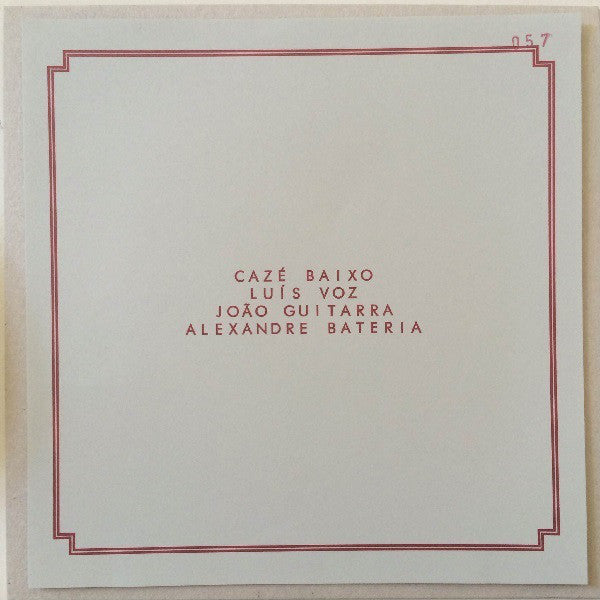 057
CAZÉ BAIXO
LUÍS VOZ
JOÃO GUITARRA
ALEXANDRE BATERIA